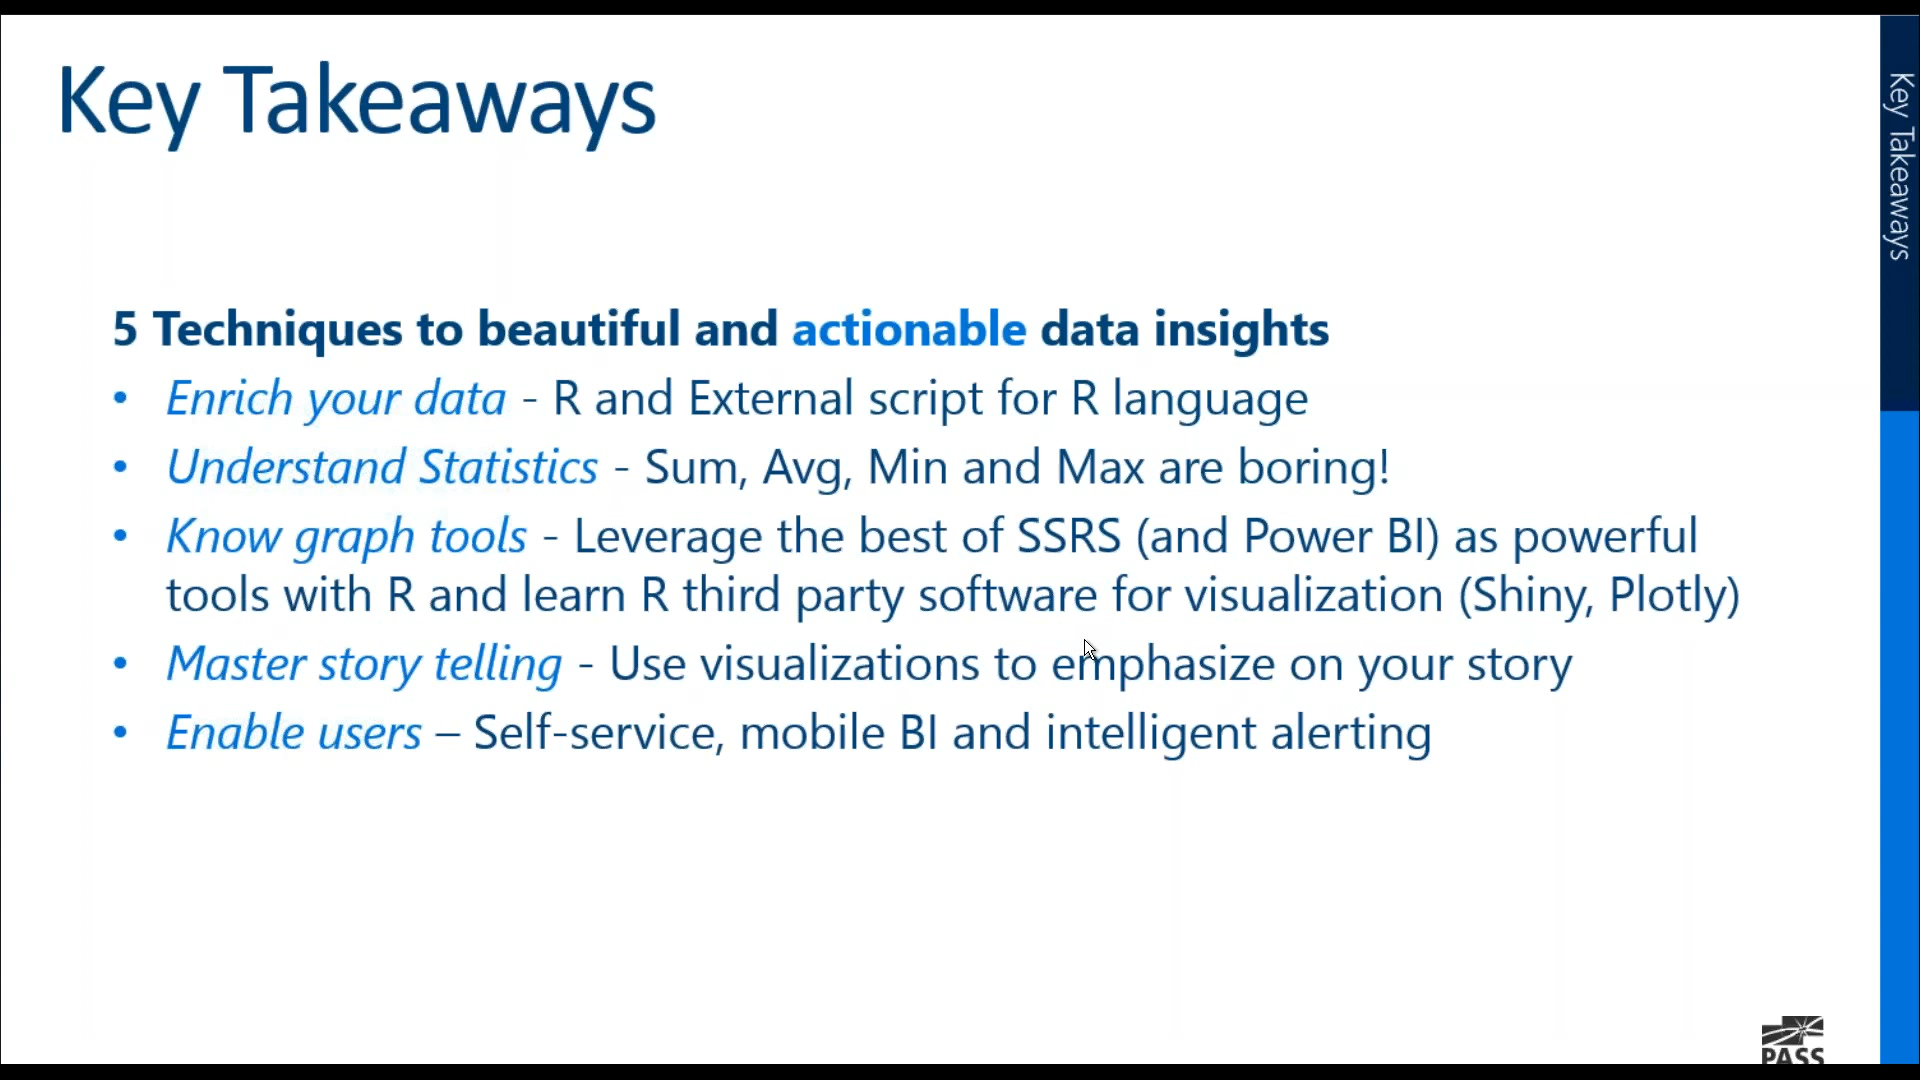 Key Takeaways
5 Techniques to beautiful and actionable data insights
• Enrich your data - R and External script for R language
• Understand Statistics - Sum, Avg, Min and Max are boring!
• Know graph tools - Leverage the best of SSRS (and Power BI) as powerful
tools with R and learn R third party software for visualization (Shiny, Plotly)
• Master story telling - Use visualizations to emphasize on your story
• Enable users – Self-service, mobile BI and intelligent alerting
Key Takeaways
PASS